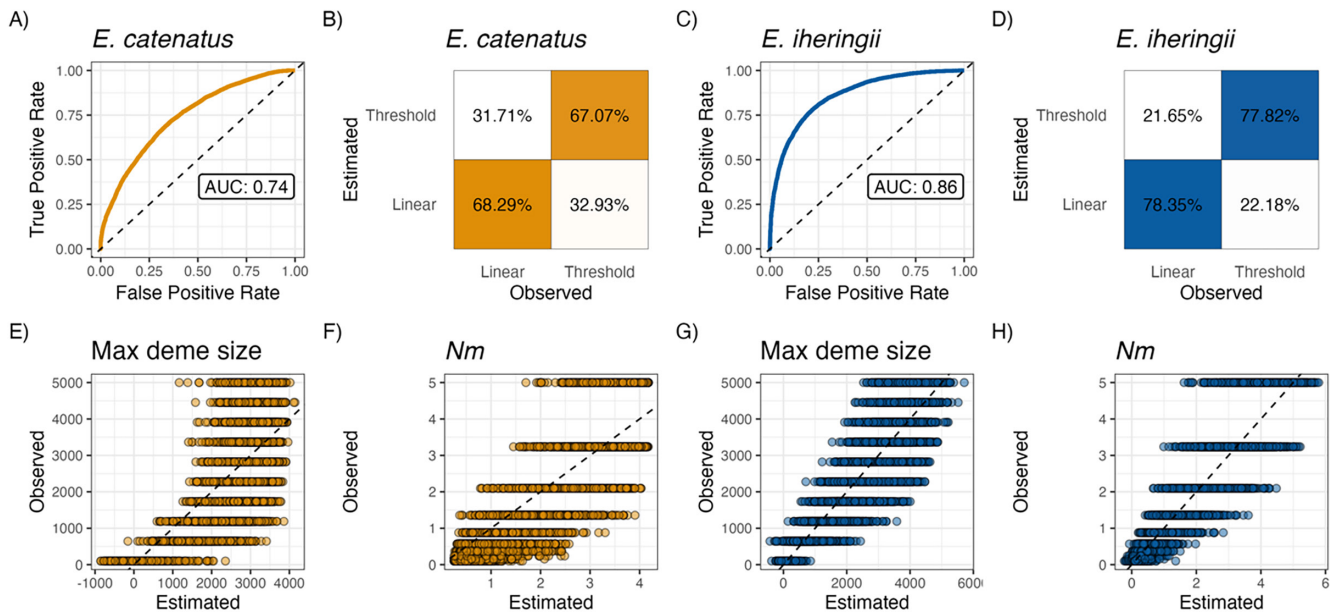 A)
E. catenatus
True Positive Rate
1.00
0.75
0.50
0.25
0.00
AUC: 0.74
0.00 0.25 0.50 0.75 1.00
False Positive Rate
B)
E. catenatus
Estimated
Threshold
Linear
31.71% 67.07%
68.29% 32.93%
Linear Threshold
Observed
C)
E. iheringii
True Positive Rate
1.00
0.75
0.50
0.25
0.00
AUC: 0.86
0.00 0.25 0.50 0.75 1.00
False Positive Rate
D)
E. iheringii
Estimated
Threshold
Linear
21.65% 77.82%
78.35% 22.18%
Linear Threshold
Observed
E)
Max deme size
Observed
5000
4000
3000
2000
1000
0
-1000 0 1000 2000 3000 4000
Estimated
F)
Nm
Observed
5
4
3
2
1
0
1 2 3 4
Estimated
G)
Max deme size
Observed
5000
4000
3000
2000
1000
0
0 2000 4000 600
Estimated
H)
Nm
Observed
5
4
3
2
1
0
0 2 4 6
Estimated